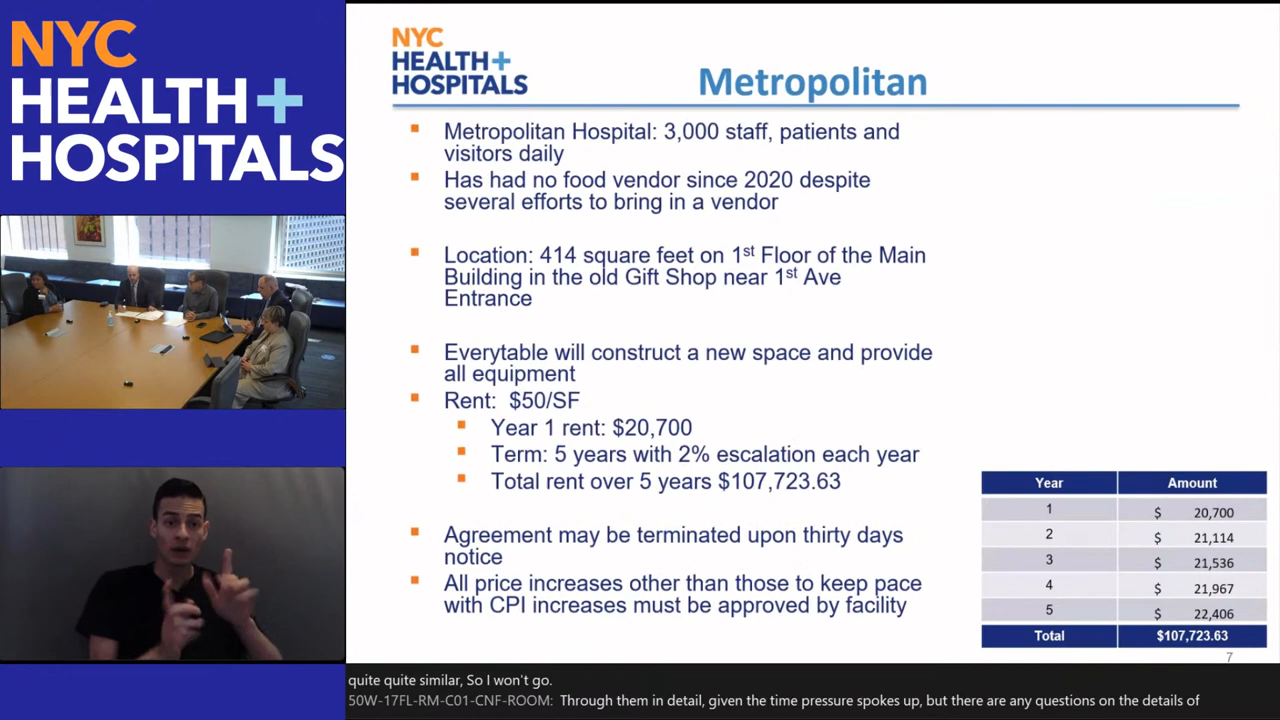 NYC
HEALTH+
HOSPITALS
NYC
HEALTH+
HOSPITALS
Metropolitan
Metropolitan Hospital: 3,000 staff, patients and
visitors daily
Has had no food vendor since 2020 despite
several efforts to bring in a vendor
Location: 414 square feet on 1st Floor of the Main
Building in the old Gift Shop near 1st Ave
Entrance
Everytable will construct a new space and provide
all equipment
Rent: $50/SF
Year 1 rent: $20,700
Term: 5 years with 2% escalation each year
Total rent over 5 years $107,723.63
Agreement may be terminated upon thirty days
notice
All price increases other than those to keep pace
with CPI increases must be approved by facility
Year Amount
1 $ 20,700
2 $ 21,114
3 $ 21,536
4 $ 21,967
5 $ 22,406
Total $107,723.63
7
quite quite similar, So I won't go.
50W-17FL-RM-C01-CNF-ROOM: Through them in detail, given the time pressure spokes up, but there are any questions on the details of